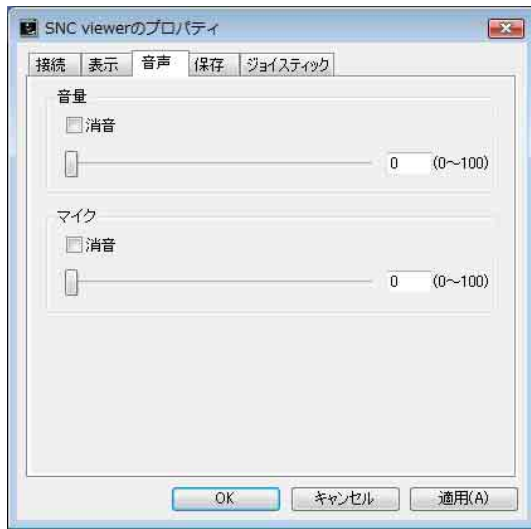 SNC viewerのプロパティ
接続 表示 音声 保存 ジョイスティック
音量
消音
0 (0～100)
マイク
消音
0 (0～100)
OK キャンセル 適用(A)